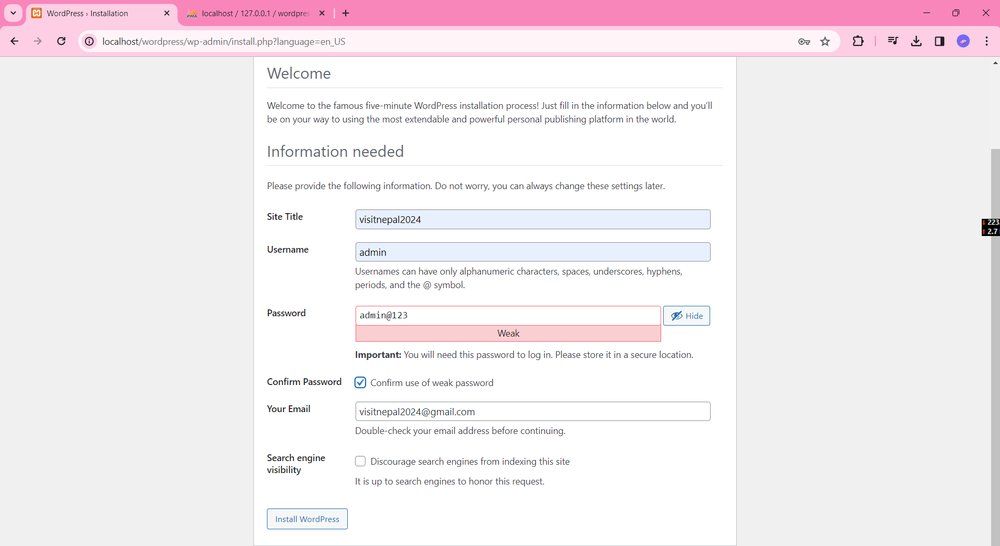 WordPress › Installation
PMA localhost / 127.0.0.1 / wordpres
localhost/wordpress/wp-admin/install.php?language=en_US
Welcome
Welcome to the famous five-minute WordPress installation process! Just fill in the information below and you’ll
be on your way to using the most extendable and powerful personal publishing platform in the world.
Information needed
Please provide the following information. Do not worry, you can always change these settings later.
Site Title visitnepal2024
Username admin
Usernames can have only alphanumeric characters, spaces, underscores, hyphens,
periods, and the @ symbol.
Password admin@123 Hide
Weak
Important: You will need this password to log in. Please store it in a secure location.
Confirm Password Confirm use of weak password
Your Email visitnepal2024@gmail.com
Double-check your email address before continuing.
Search engine
visibility
Discourage search engines from indexing this site
It is up to search engines to honor this request.
Install WordPress
↓ 223.
↑ 2.7